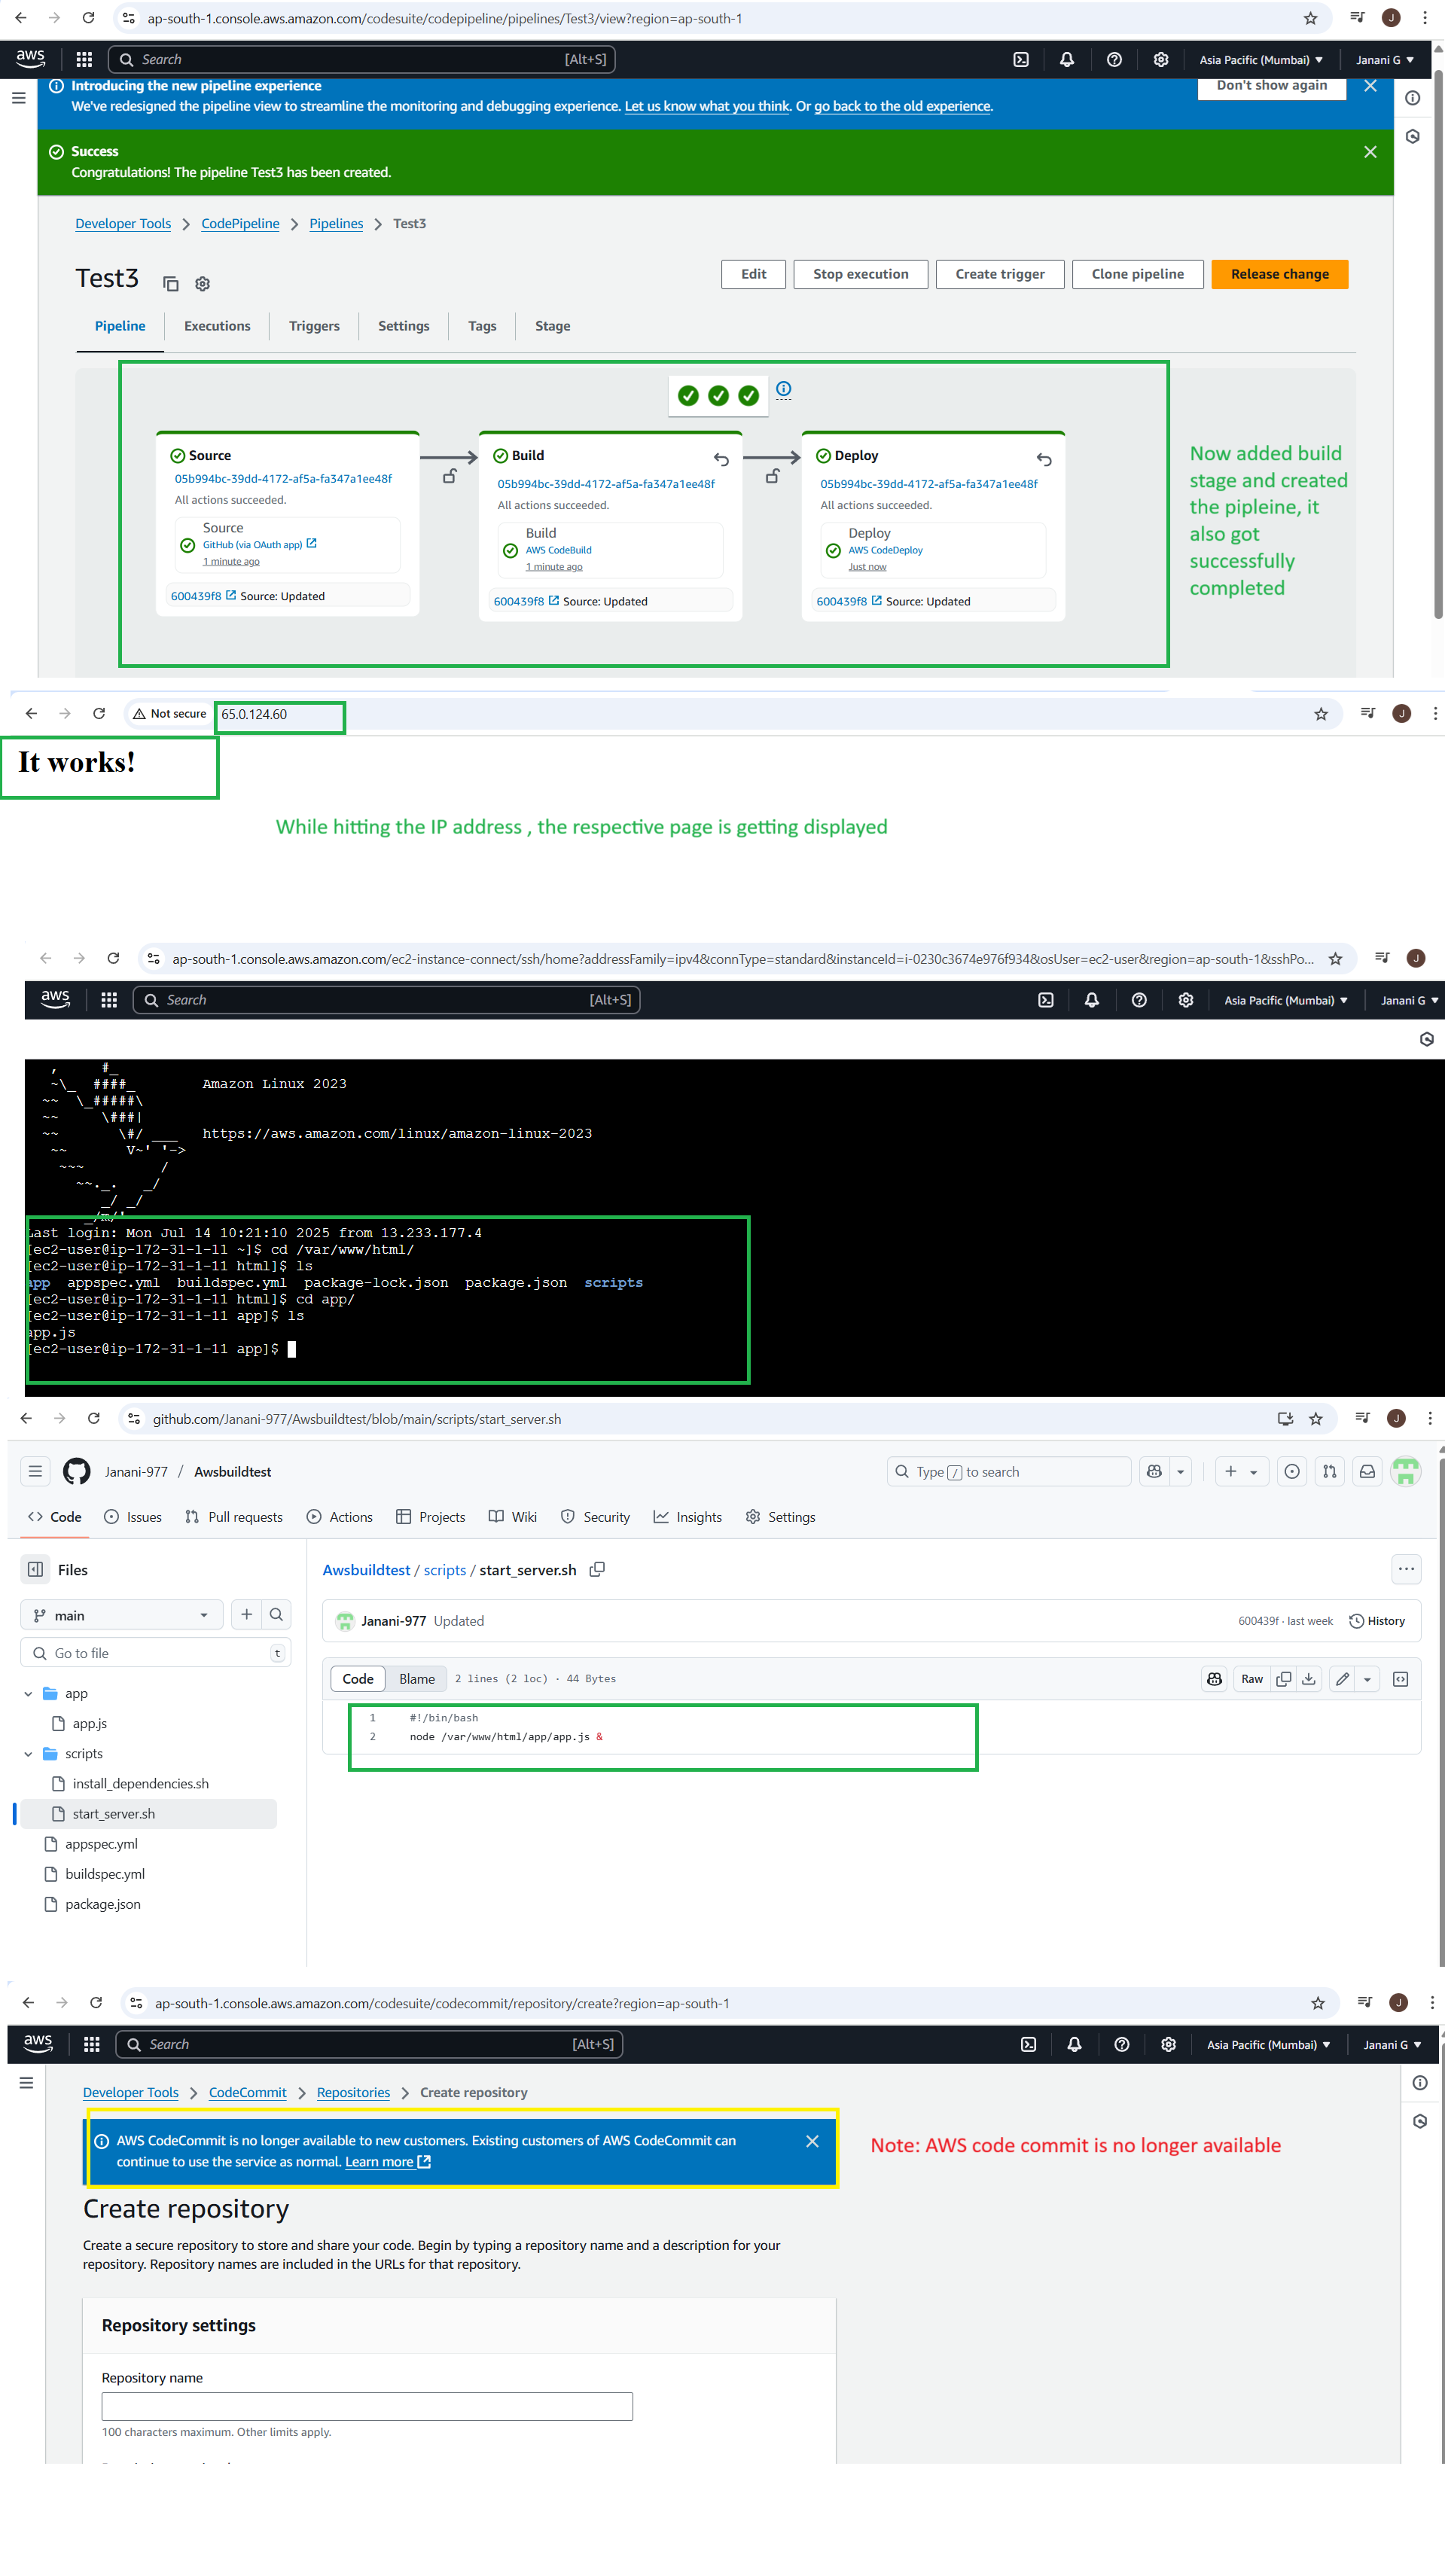 ap-south-1.console.aws.amazon.com/codesuite/codepipeline/pipelines/Test3/view?region=ap-south-1
J
aws
Search
[Alt+S]
Asia Pacific (Mumbai)
Janani G
Introducing the new pipeline experience
We've redesigned the pipeline view to streamline the monitoring and debugging experience. Let us know what you think. Or go back to the old experience.
Don't show again
Success
Congratulations! The pipeline Test3 has been created.
Developer Tools > CodePipeline > Pipelines > Test3
Test3
Edit
Stop execution
Create trigger
Clone pipeline
Release change
Pipeline
Executions
Triggers
Settings
Tags
Stage
Source
05b994bc-39dd-4172-af5a-fa347a1ee48f
All actions succeeded.
Source
GitHub (via OAuth app)
1 minute ago
600439f8 Source: Updated
Build
05b994bc-39dd-4172-af5a-fa347a1ee48f
All actions succeeded.
Build
AWS CodeBuild
1 minute ago
600439f8 Source: Updated
Deploy
05b994bc-39dd-4172-af5a-fa347a1ee48f
All actions succeeded.
Deploy
AWS CodeDeploy
Just now
600439f8 Source: Updated
Now added build
stage and created
the pipleine, it
also got
successfully
completed
Not secure
65.0.124.60
J
It works!
While hitting the IP address , the respective page is getting displayed
ap-south-1.console.aws.amazon.com/ec2-instance-connect/ssh/home?addressFamily=ipv4&connType=standard&instanceId=i-0230c3674e976f934&osUser=ec2-user&region=ap-south-1&sshPo...
J
aws
Search
[Alt+S]
Asia Pacific (Mumbai)
Janani G
   ,     #_
   ~\_  ####_        Amazon Linux 2023
  ~~  \_#####\
  ~~     \###|
  ~~       \#/ ___   https://aws.amazon.com/linux/amazon-linux-2023
   ~~       V~' '->
    ~~~         /
      ~~._.   _/
         _/ _/
       _/m/'
Last login: Mon Jul 14 10:21:10 2025 from 13.233.177.4
[ec2-user@ip-172-31-1-11 ~]$ cd /var/www/html/
[ec2-user@ip-172-31-1-11 html]$ ls
app  appspec.yml  buildspec.yml  package-lock.json  package.json  scripts
[ec2-user@ip-172-31-1-11 html]$ cd app/
[ec2-user@ip-172-31-1-11 app]$ ls
app.js
[ec2-user@ip-172-31-1-11 app]$
github.com/Janani-977/Awsbuildtest/blob/main/scripts/start_server.sh
J
Janani-977 / Awsbuildtest
Type / to search
Code
Issues
Pull requests
Actions
Projects
Wiki
Security
Insights
Settings
Files
main
Go to file
t
app
app.js
scripts
install_dependencies.sh
start_server.sh
appspec.yml
buildspec.yml
package.json
Awsbuildtest / scripts / start_server.sh
Janani-977 Updated
600439f · last week
History
Code
Blame
2 lines (2 loc) · 44 Bytes
Raw
1 #!/bin/bash
2 node /var/www/html/app/app.js &
ap-south-1.console.aws.amazon.com/codesuite/codecommit/repository/create?region=ap-south-1
J
aws
Search
[Alt+S]
Asia Pacific (Mumbai)
Janani G
Developer Tools > CodeCommit > Repositories > Create repository
AWS CodeCommit is no longer available to new customers. Existing customers of AWS CodeCommit can
continue to use the service as normal. Learn more
Note: AWS code commit is no longer available
Create repository
Create a secure repository to store and share your code. Begin by typing a repository name and a description for your
repository. Repository names are included in the URLs for that repository.
Repository settings
Repository name
100 characters maximum. Other limits apply.